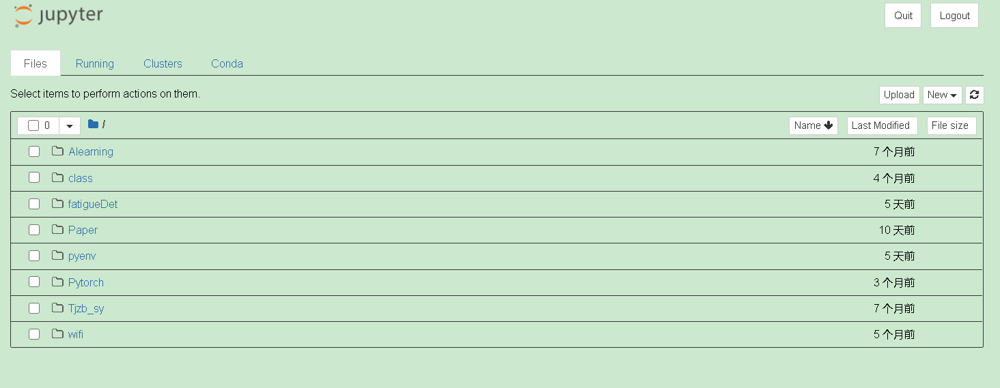 jupyter
Quit Logout
Files Running Clusters Conda
Select items to perform actions on them.
Upload New
0 / Name Last Modified File size
Alearning 7 个月前
class 4 个月前
fatigueDet 5 天前
Paper 10 天前
pyenv 5 天前
Pytorch 3 个月前
Tjzb_sy 7 个月前
wifi 5 个月前